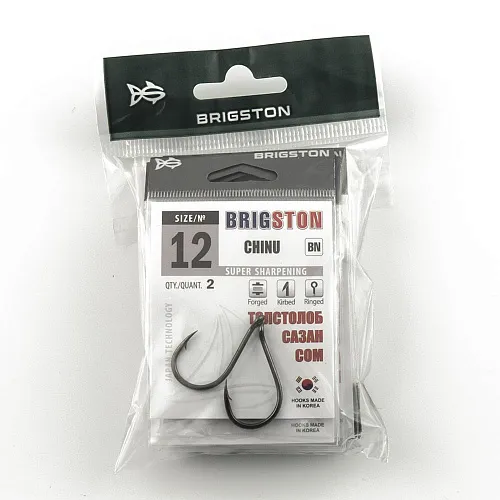 BRIGSTON
BRIGSTON
SIZE/№
12
BRIGSTON
CHINU
BN
SUPER SHARPENING
QTY./QUANT. 2
Forged
Kirbed
Ringed
JAPAN TECHNOLOGY
ТОЛСТОЛОБ
САЗАН
СОМ
HOOKS MADE
IN KOREA
HOOKS MADE
IN KOREA